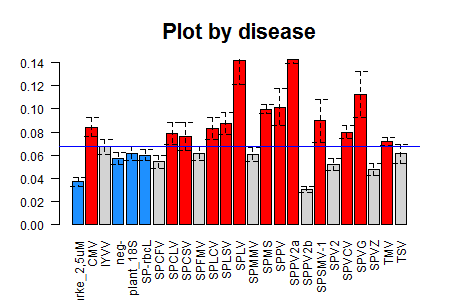 Plot by disease
0.14
0.12
0.10
0.08
0.06
0.04
0.02
0.00
rke_2.5uM
CMV
IYVV
neg-
plant_18S
SP-rbcL
SPCFV
SPCLV
SPCSV
SPFMV
SPLCV
SPLSV
SPLV
SPMMV
SPMS
SPPV
SPPV2a
SPPV2b
SPSMV-1
SPV2
SPVCV
SPVG
SPVZ
TMV
TSV